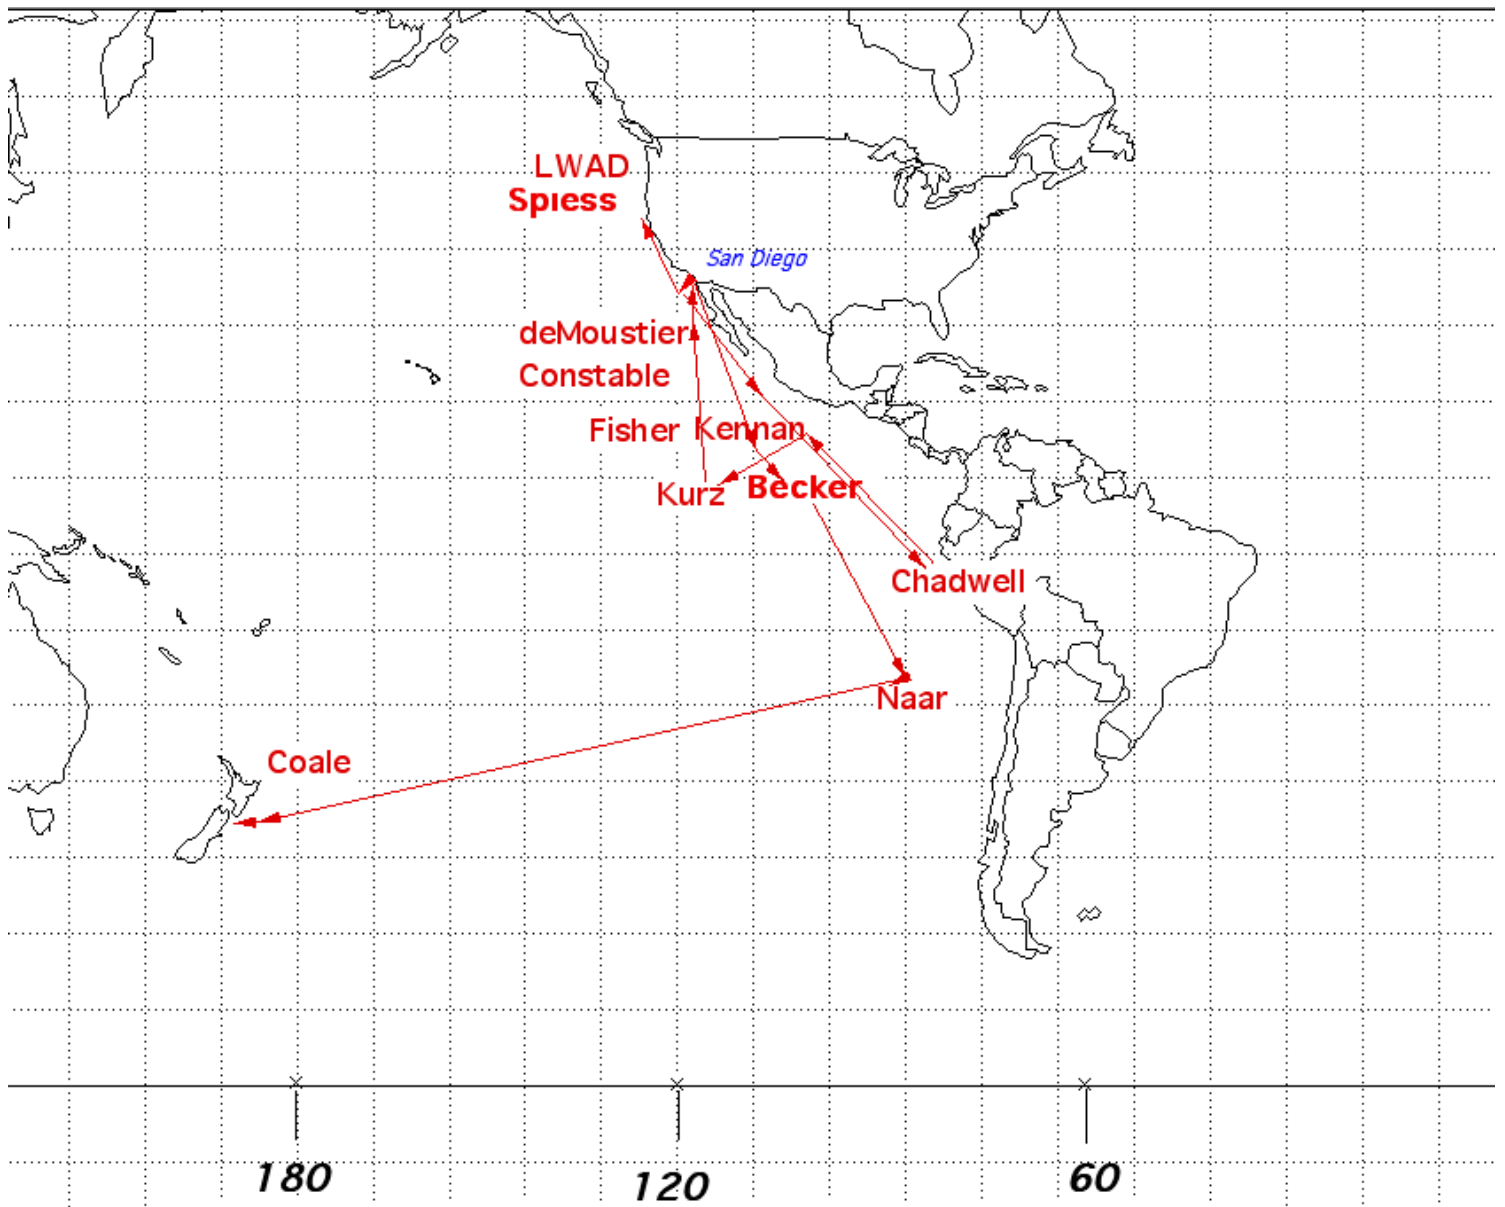 LWAD
Spiess
San Diego
deMoustier
Constable
Fisher Kennan
Kurz Becker
Chadwell
Naar
Coale
180 120 60